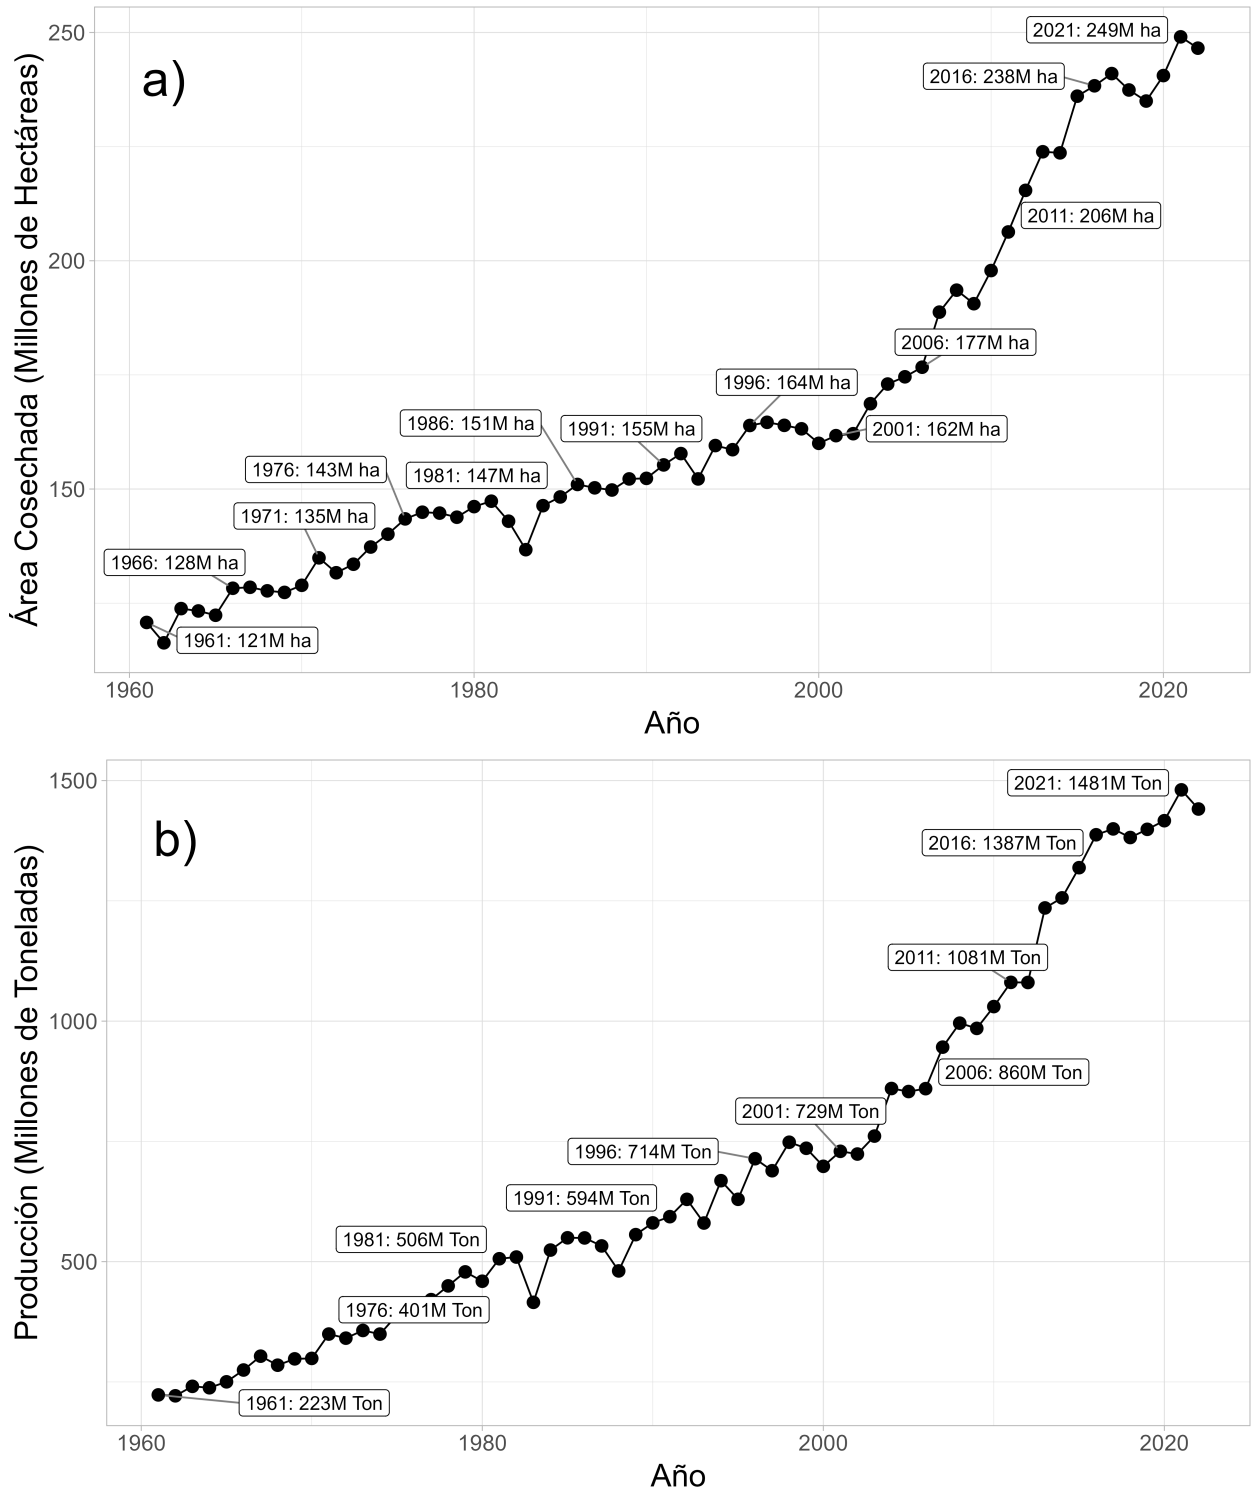 a)
Área Cosechada (Millones de Hectáreas)
250
200
150
2021: 249M ha
2016: 238M ha
2011: 206M ha
2006: 177M ha
1996: 164M ha
1986: 151M ha
1991: 155M ha
2001: 162M ha
1976: 143M ha
1981: 147M ha
1971: 135M ha
1966: 128M ha
1961: 121M ha
1960
1980
2000
2020
Año
b)
Producción (Millones de Toneladas)
1500
1000
500
2021: 1481M Ton
2016: 1387M Ton
2011: 1081M Ton
2006: 860M Ton
2001: 729M Ton
1996: 714M Ton
1991: 594M Ton
1981: 506M Ton
1976: 401M Ton
1961: 223M Ton
1960
1980
2000
2020
Año